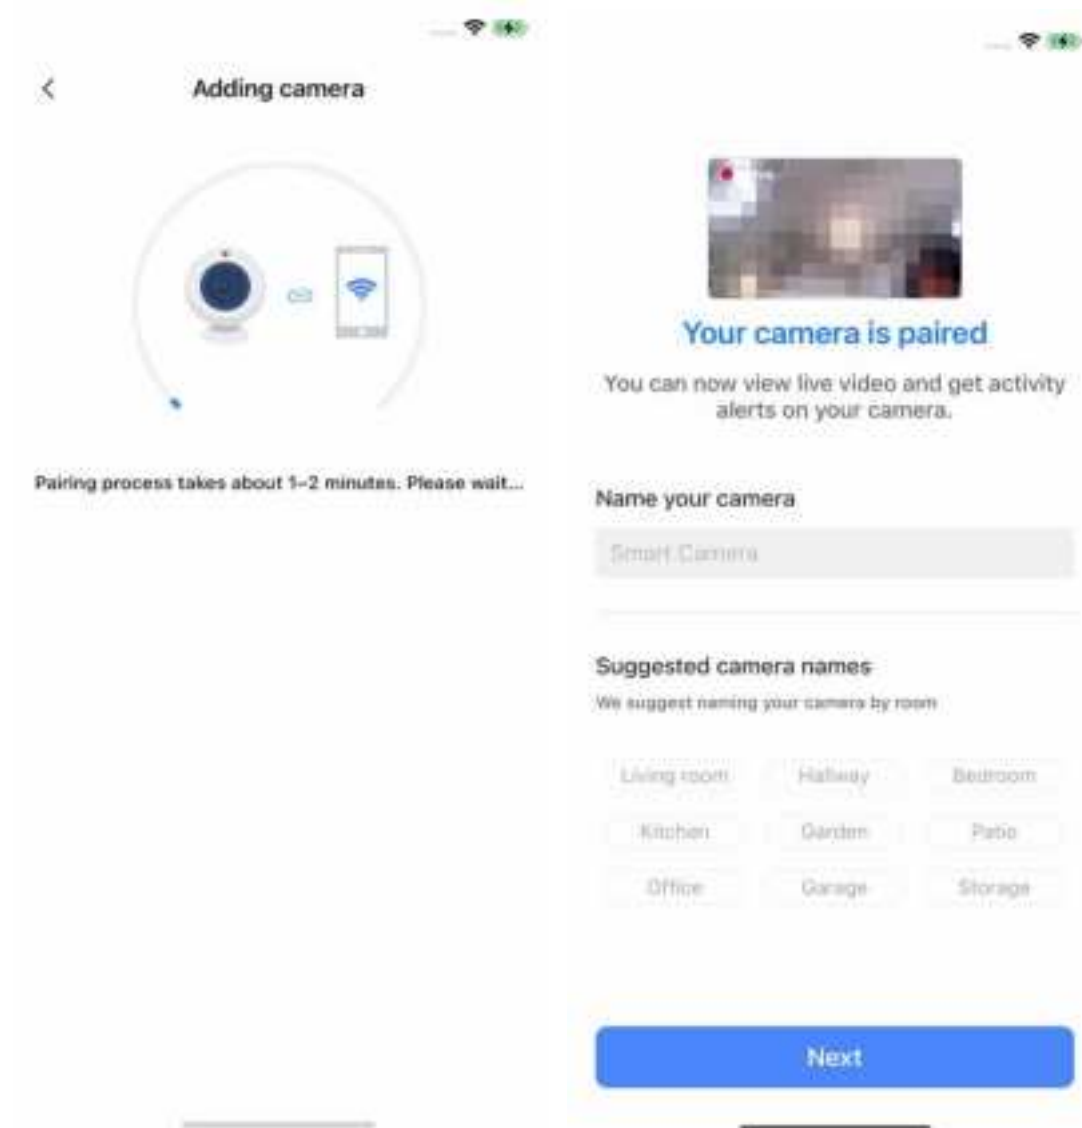 Adding camera
Pairing process takes about 1–2 minutes. Please wait...
Your camera is paired
You can now view live video and get activity
alerts on your camera.
Name your camera
Smart Camera
Suggested camera names
We suggest naming your camera by room
Living room Hallway Bedroom
Kitchen Garden Patio
Office Garage Storage
Next